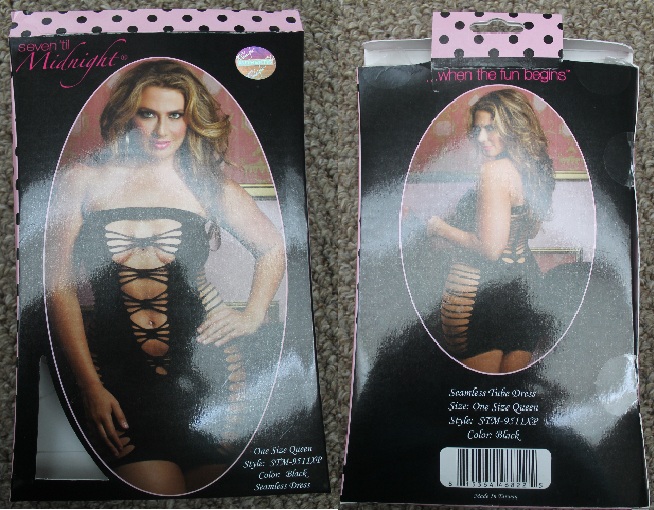 seven 'til
Midnight®
One Size Queen
Style: STM-9511XP
Color: Black
Seamless Dress
...when the fun begins™
Seamless Tube Dress
Size: One Size Queen
Style: STM-9511XP
Color: Black
Made In Taiwan